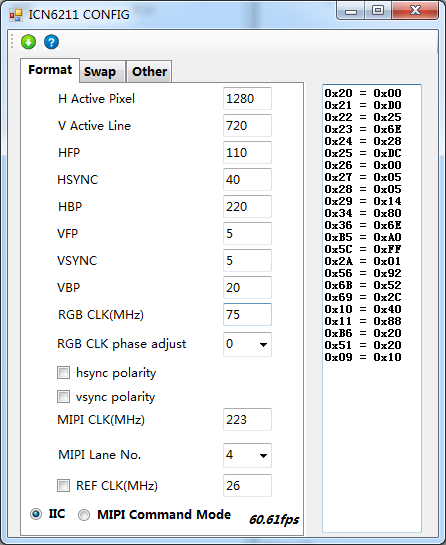 ICN6211 CONFIG
Format Swap Other
H Active Pixel 1280
V Active Line 720
HFP 110
HSYNC 40
HBP 220
VFP 5
VSYNC 5
VBP 20
RGB CLK(MHz) 75
RGB CLK phase adjust 0
hsync polarity
vsync polarity
MIPI CLK(MHz) 223
MIPI Lane No. 4
REF CLK(MHz) 26
IIC MIPI Command Mode 60.61fps
0x20 = 0x00
0x21 = 0xD0
0x22 = 0x25
0x23 = 0x6E
0x24 = 0x28
0x25 = 0xDC
0x26 = 0x00
0x27 = 0x05
0x28 = 0x05
0x29 = 0x14
0x34 = 0x80
0x36 = 0x6E
0xB5 = 0xA0
0x5C = 0xFF
0x2A = 0x01
0x56 = 0x92
0x6B = 0x52
0x69 = 0x2C
0x10 = 0x40
0x11 = 0x88
0xB6 = 0x20
0x51 = 0x20
0x09 = 0x10